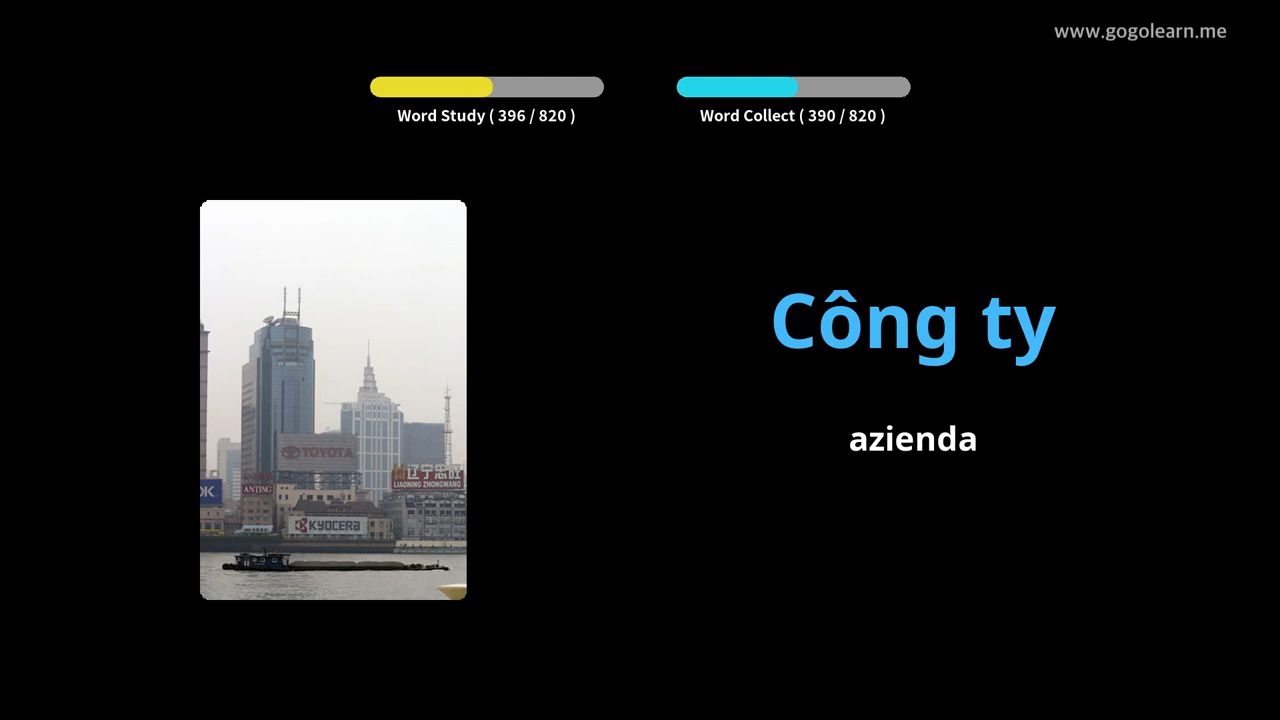 www.gogolearn.me
Word Study ( 396 / 820 )
Word Collect ( 390 / 820 )
Công ty
azienda
TOYOTA
辽宁忠旺
LIAONING ZHONGWANG
OK
ANTING
KYOCERA